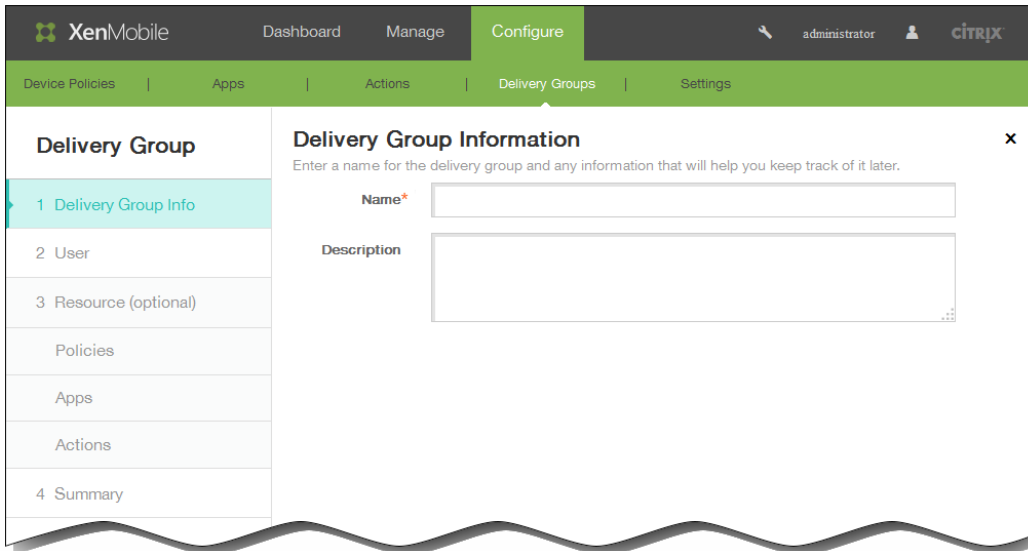 XenMobile Dashboard Manage Configure administrator CITRIX
Device Policies | Apps | Actions | Delivery Groups | Settings
Delivery Group
1 Delivery Group Info
2 User
3 Resource (optional)
Policies
Apps
Actions
4 Summary
Delivery Group Information
Enter a name for the delivery group and any information that will help you keep track of it later.
Name*
Description